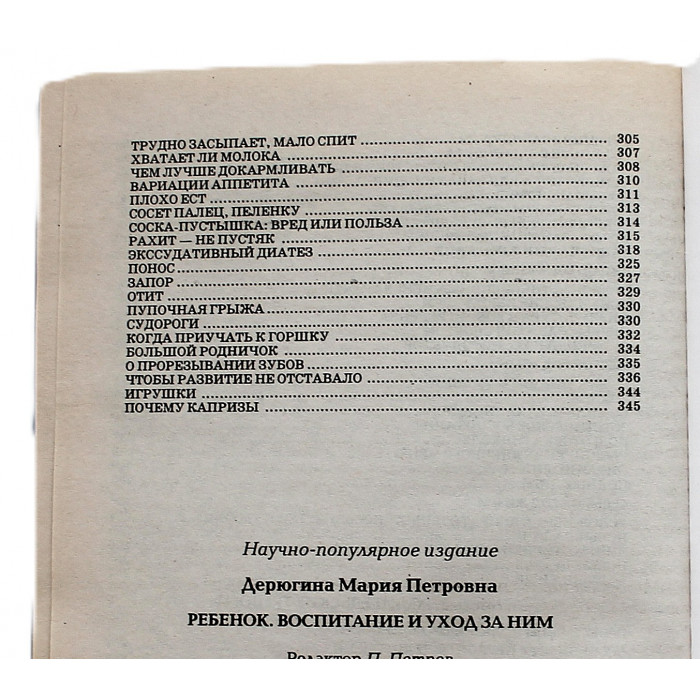 ТРУДНО ЗАСЫПАЕТ, МАЛО СПИТ 305
ХВАТАЕТ ЛИ МОЛОКА 307
ЧЕМ ЛУЧШЕ ДОКАРМЛИВАТЬ 308
ВАРИАЦИИ АППЕТИТА 310
ПЛОХО ЕСТ 311
СОСЕТ ПАЛЕЦ, ПЕЛЕНКУ 313
СОСКА-ПУСТЫШКА: ВРЕД ИЛИ ПОЛЬЗА 314
РАХИТ — НЕ ПУСТЯК 315
ЭКССУДАТИВНЫЙ ДИАТЕЗ 318
ПОНОС 325
ЗАПОР 327
ОТИТ 329
ПУПОЧНАЯ ГРЫЖА 330
СУДОРОГИ 330
КОГДА ПРИУЧАТЬ К ГОРШКУ 332
БОЛЬШОЙ РОДНИЧОК 334
О ПРОРЕЗЫВАНИИ ЗУБОВ 335
ЧТОБЫ РАЗВИТИЕ НЕ ОТСТАВАЛО 336
ИГРУШКИ 344
ПОЧЕМУ КАПРИЗЫ 345
Научно-популярное издание
Дерюгина Мария Петровна
РЕБЕНОК. ВОСПИТАНИЕ И УХОД ЗА НИМ
Редактор П. Петров